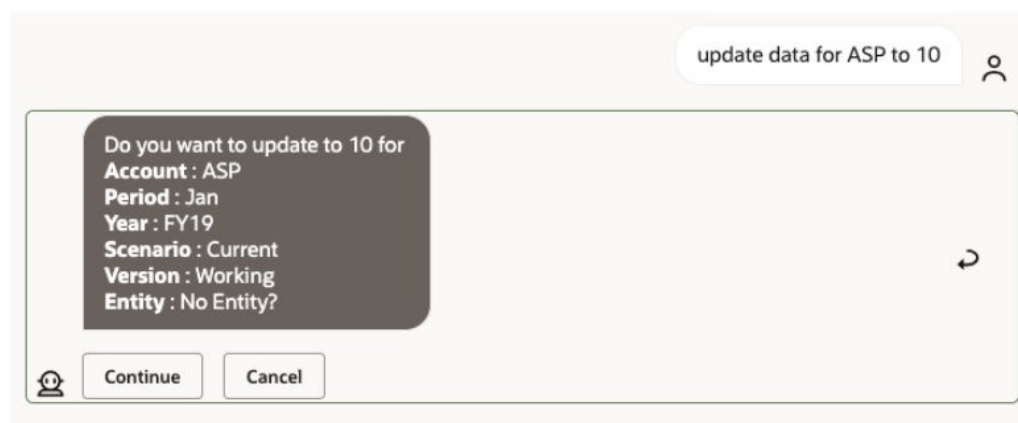 update data for ASP to 10
Do you want to update to 10 for
Account : ASP
Period : Jan
Year : FY19
Scenario : Current
Version : Working
Entity : No Entity?
Continue Cancel